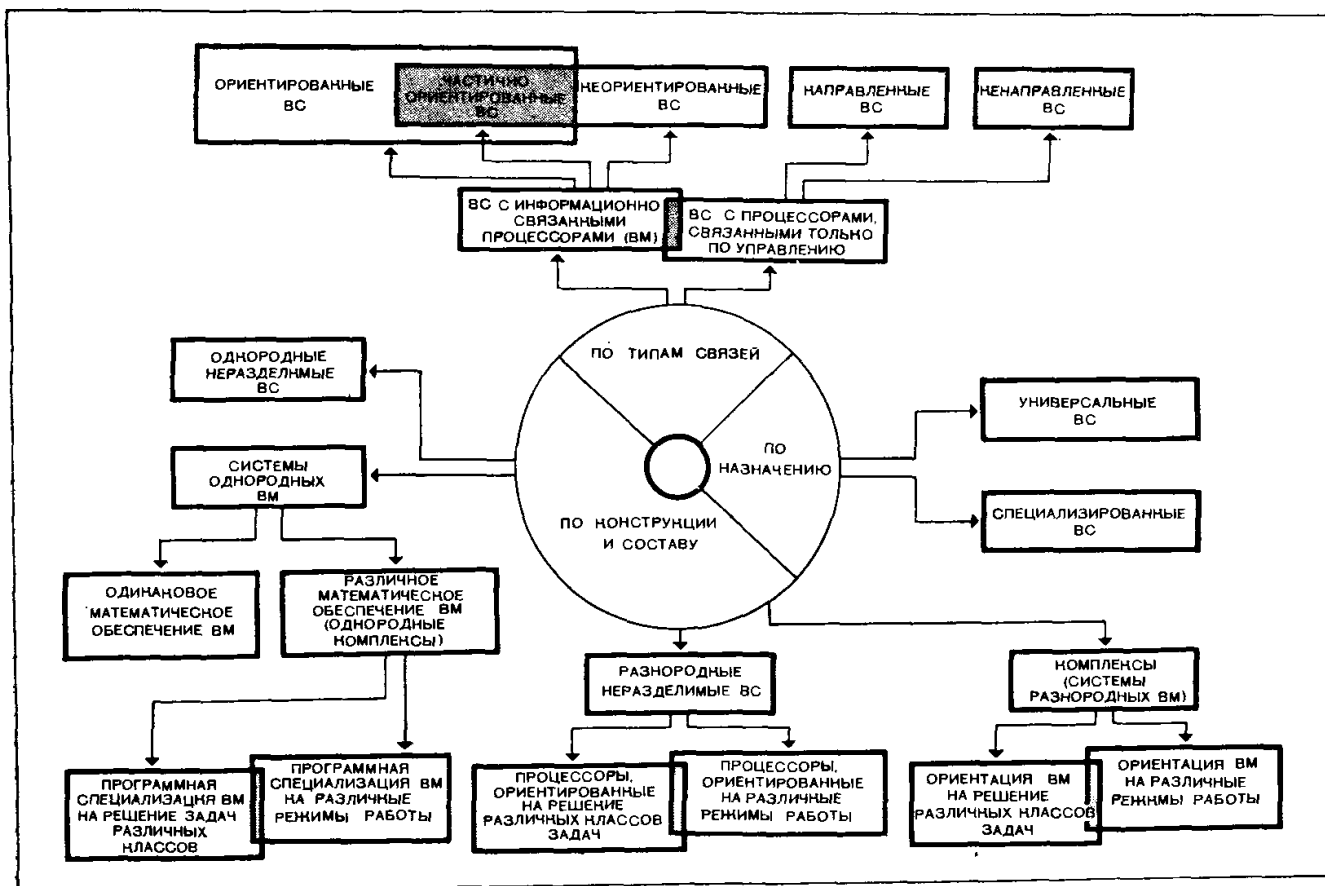 ОРИЕНТИРОВАННЫЕ
ВС
ЧАСТИЧНО
ОРИЕНТИРОВАННЫЕ
ВС
НЕОРИЕНТИРОВАННЫЕ
ВС
НАПРАВЛЕННЫЕ
ВС
НЕНАПРАВЛЕННЫЕ
ВС
ВС С ИНФОРМАЦИОННО
СВЯЗАННЫМИ
ПРОЦЕССОРАМИ (ВМ)
ВС С ПРОЦЕССОРАМИ,
СВЯЗАННЫМИ ТОЛЬКО
ПО УПРАВЛЕНИЮ
ПО ТИПАМ СВЯЗЕЙ
ПО
НАЗНАЧЕНИЮ
ПО КОНСТРУКЦИИ
И СОСТАВУ
ОДНОРОДНЫЕ
НЕРАЗДЕЛИМЫЕ
ВС
УНИВЕРСАЛЬНЫЕ
ВС
СИСТЕМЫ
ОДНОРОДНЫХ
ВМ
СПЕЦИАЛИЗИРОВАННЫЕ
ВС
ОДИНАКОВОЕ
МАТЕМАТИЧЕСКОЕ
ОБЕСПЕЧЕНИЕ ВМ
РАЗЛИЧНОЕ
МАТЕМАТИЧЕСКОЕ
ОБЕСПЕЧЕНИЕ ВМ
(ОДНОРОДНЫЕ
КОМПЛЕКСЫ)
РАЗНОРОДНЫЕ
НЕРАЗДЕЛИМЫЕ ВС
КОМПЛЕКСЫ
(СИСТЕМЫ
РАЗНОРОДНЫХ ВМ)
ПРОГРАММНАЯ
СПЕЦИАЛИЗАЦИЯ ВМ
НА РЕШЕНИЕ ЗАДАЧ
РАЗЛИЧНЫХ
КЛАССОВ
ПРОГРАММНАЯ
СПЕЦИАЛИЗАЦИЯ ВМ
НА РАЗЛИЧНЫЕ
РЕЖИМЫ РАБОТЫ
ПРОЦЕССОРЫ,
ОРИЕНТИРОВАННЫЕ
НА РЕШЕНИЕ
РАЗЛИЧНЫХ КЛАССОВ
ЗАДАЧ
ПРОЦЕССОРЫ,
ОРИЕНТИРОВАННЫЕ
НА РАЗЛИЧНЫЕ
РЕЖИМЫ РАБОТЫ
ОРИЕНТАЦИЯ ВМ
НА РЕШЕНИЕ
РАЗЛИЧНЫХ КЛАССОВ
ЗАДАЧ
ОРИЕНТАЦИЯ ВМ
НА РАЗЛИЧНЫЕ
РЕЖИМЫ РАБОТЫ